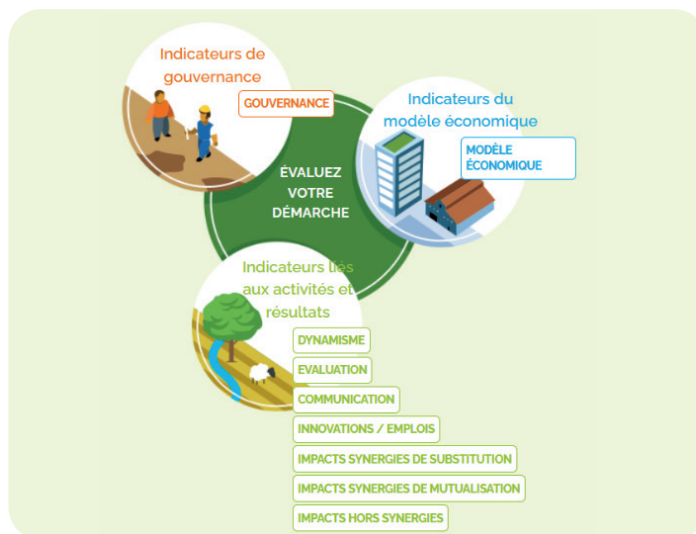 Indicateurs de
gouvernance
GOUVERNANCE
Indicateurs du
modèle économique
MODÈLE
ÉCONOMIQUE
ÉVALUEZ
VOTRE
DÉMARCHE
Indicateurs liés
aux activités et
résultats
DYNAMISME
EVALUATION
COMMUNICATION
INNOVATIONS / EMPLOIS
IMPACTS SYNERGIES DE SUBSTITUTION
IMPACTS SYNERGIES DE MUTUALISATION
IMPACTS HORS SYNERGIES